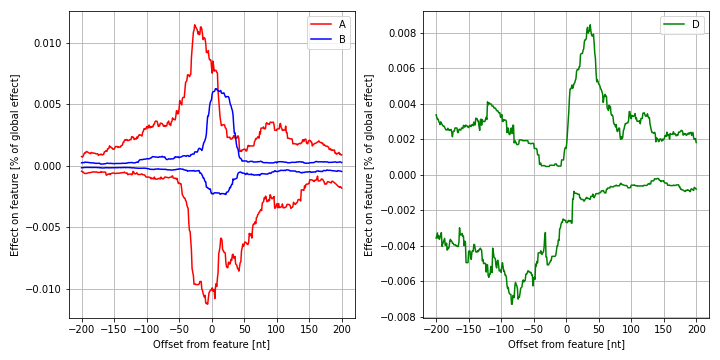 A
B
0.010
0.005
0.000
−0.005
−0.010
−200 −150 −100 −50 0 50 100 150 200
Offset from feature [nt]
Effect on feature [% of global effect]
D
0.008
0.006
0.004
0.002
0.000
−0.002
−0.004
−0.006
−0.008
−200 −150 −100 −50 0 50 100 150 200
Offset from feature [nt]
Effect on feature [% of global effect]